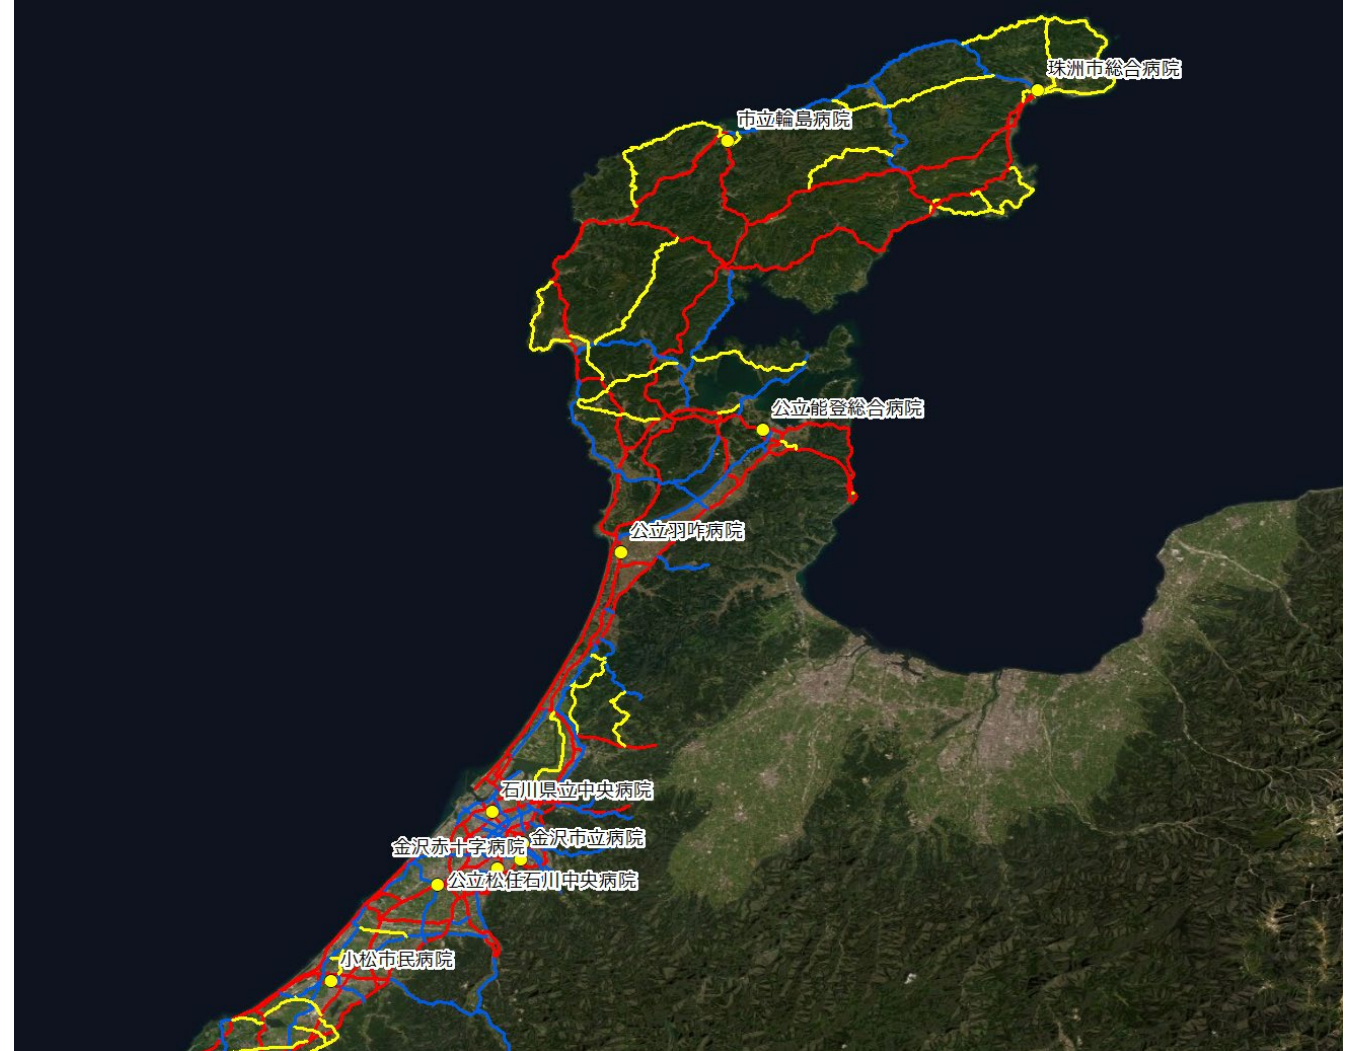 珠洲市総合病院
市立輪島病院
公立能登総合病院
公立羽咋病院
石川県立中央病院
金沢市立病院
金沢赤十字病院
公立松任石川中央病院
小松市民病院